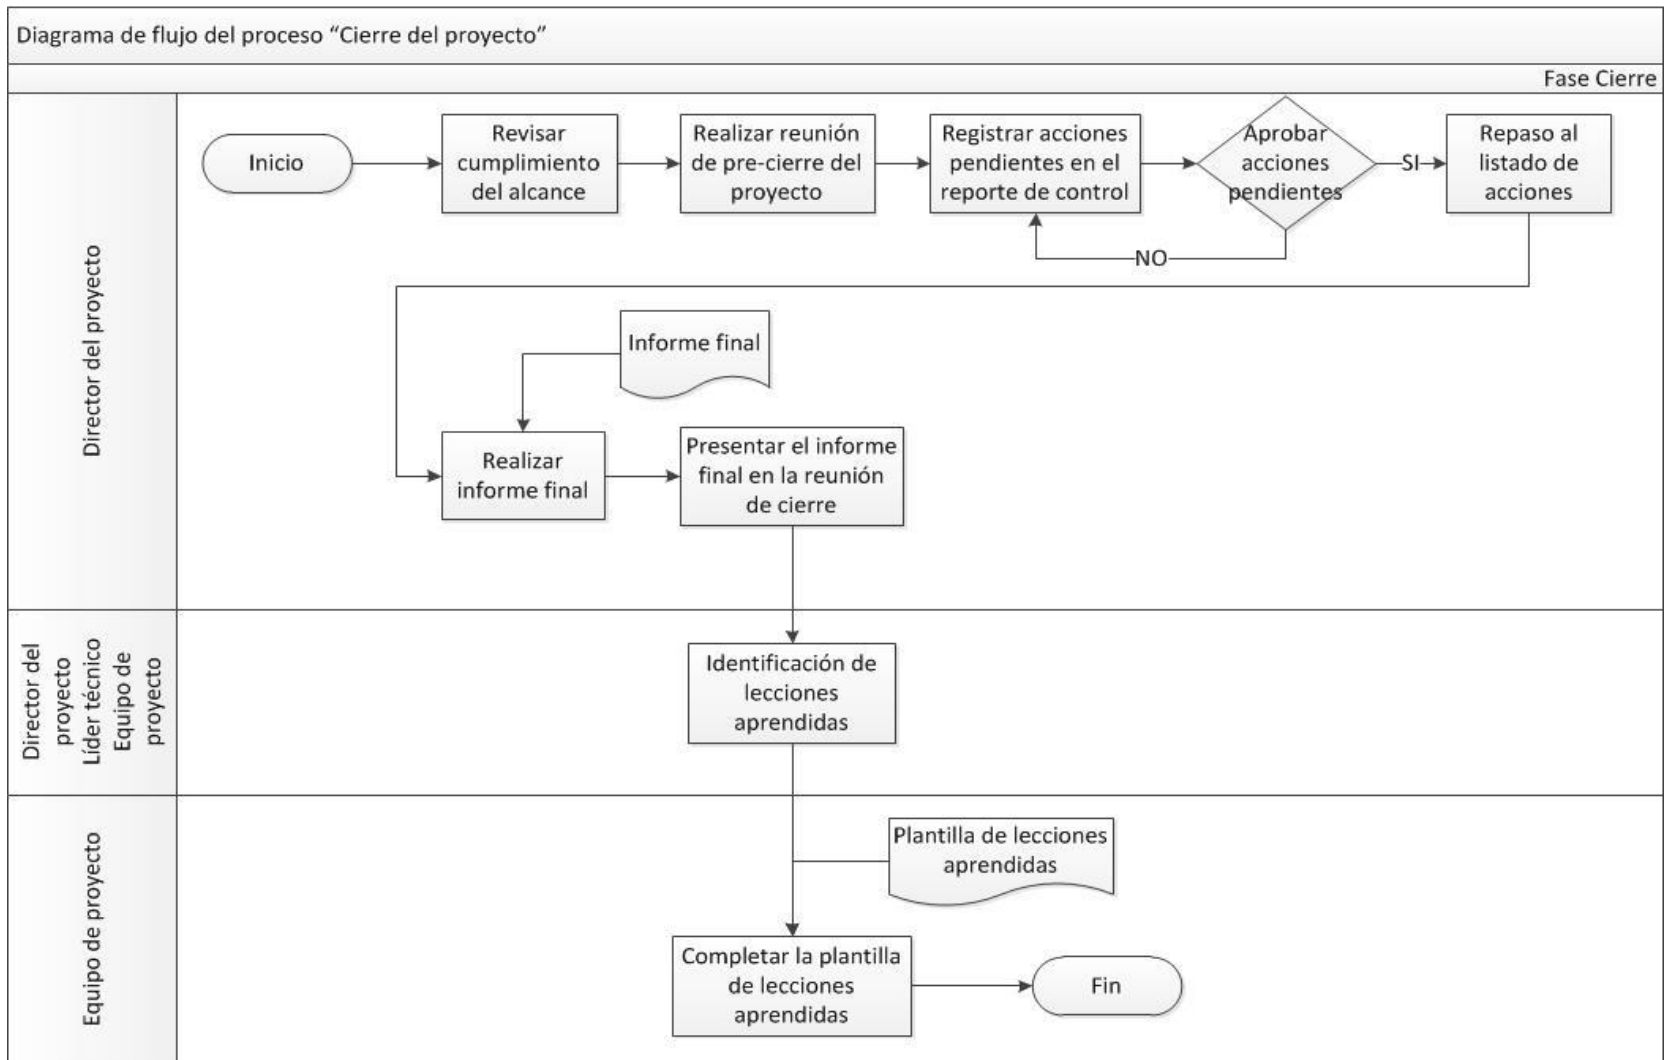 Diagrama de flujo del proceso “Cierre del proyecto”
Fase Cierre
Director del proyecto
Inicio
Revisar
cumplimiento
del alcance
Realizar reunión
de pre-cierre del
proyecto
Registrar acciones
pendientes en el
reporte de control
Aprobar
acciones
pendientes
SI
Repaso al
listado de
acciones
NO
Informe final
Realizar
informe final
Presentar el informe
final en la reunión
de cierre
Director del
proyecto
Líder técnico
Equipo de
proyecto
Identificación de
lecciones
aprendidas
Equipo de proyecto
Plantilla de lecciones
aprendidas
Completar la plantilla
de lecciones
aprendidas
Fin